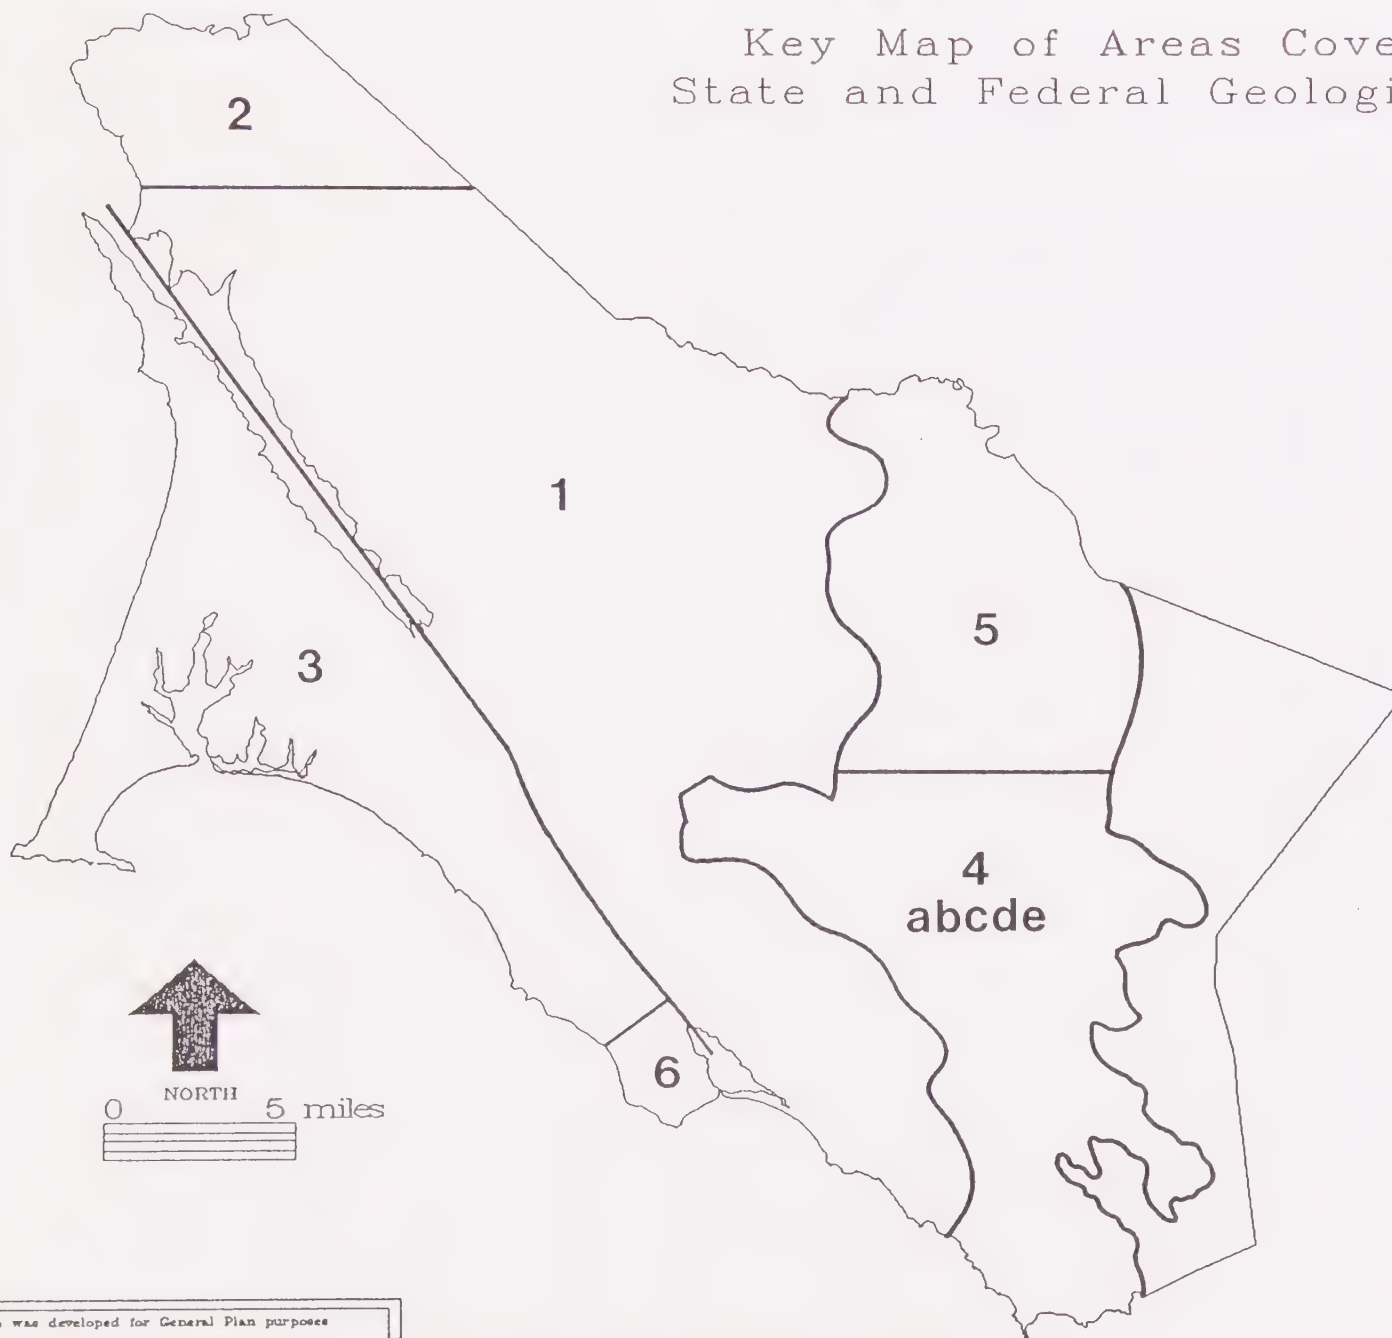 Key Map of Areas Cove
State and Federal Geologi
2
1
5
3
4
abcde
6
NORTH
0 5 miles
was developed for General Plan purposes